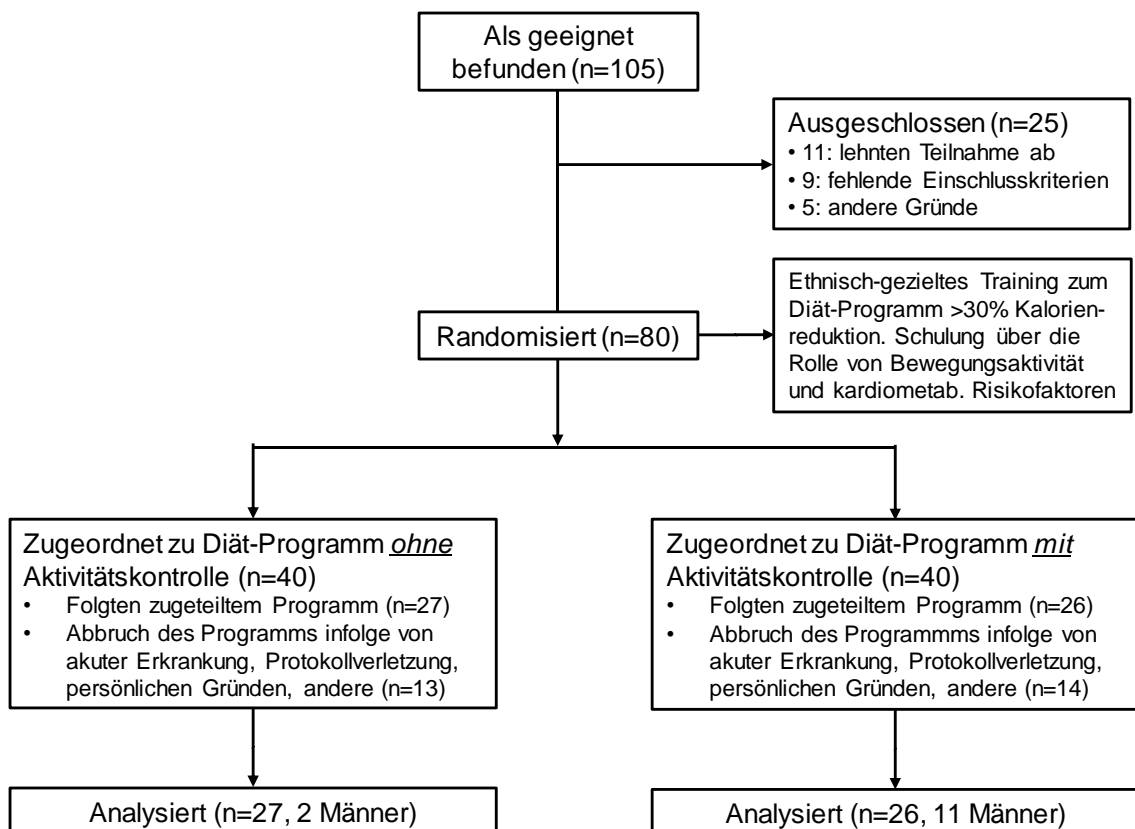 Als geeignet
befunden (n=105)
Ausgeschlossen (n=25)
• 11: lehnten Teilnahme ab
• 9: fehlende Einschlusskriterien
• 5: andere Gründe
Ethnisch-gezieltes Training zum
Diät-Programm >30% Kalorien-
reduktion. Schulung über die
Rolle von Bewegungsaktivität
und kardiometab. Risikofaktoren
Randomisiert (n=80)
Zugeordnet zu Diät-Programm ohne
Aktivitätskontrolle (n=40)
• Folgten zugeteiltem Programm (n=27)
• Abbruch des Programms infolge von
akuter Erkrankung, Protokollverletzung,
persönlichen Gründen, andere (n=13)
Zugeordnet zu Diät-Programm mit
Aktivitätskontrolle (n=40)
• Folgten zugeteiltem Programm (n=26)
• Abbruch des Programmms infolge von
akuter Erkrankung, Protokollverletzung,
persönlichen Gründen, andere (n=14)
Analysiert (n=27, 2 Männer)
Analysiert (n=26, 11 Männer)